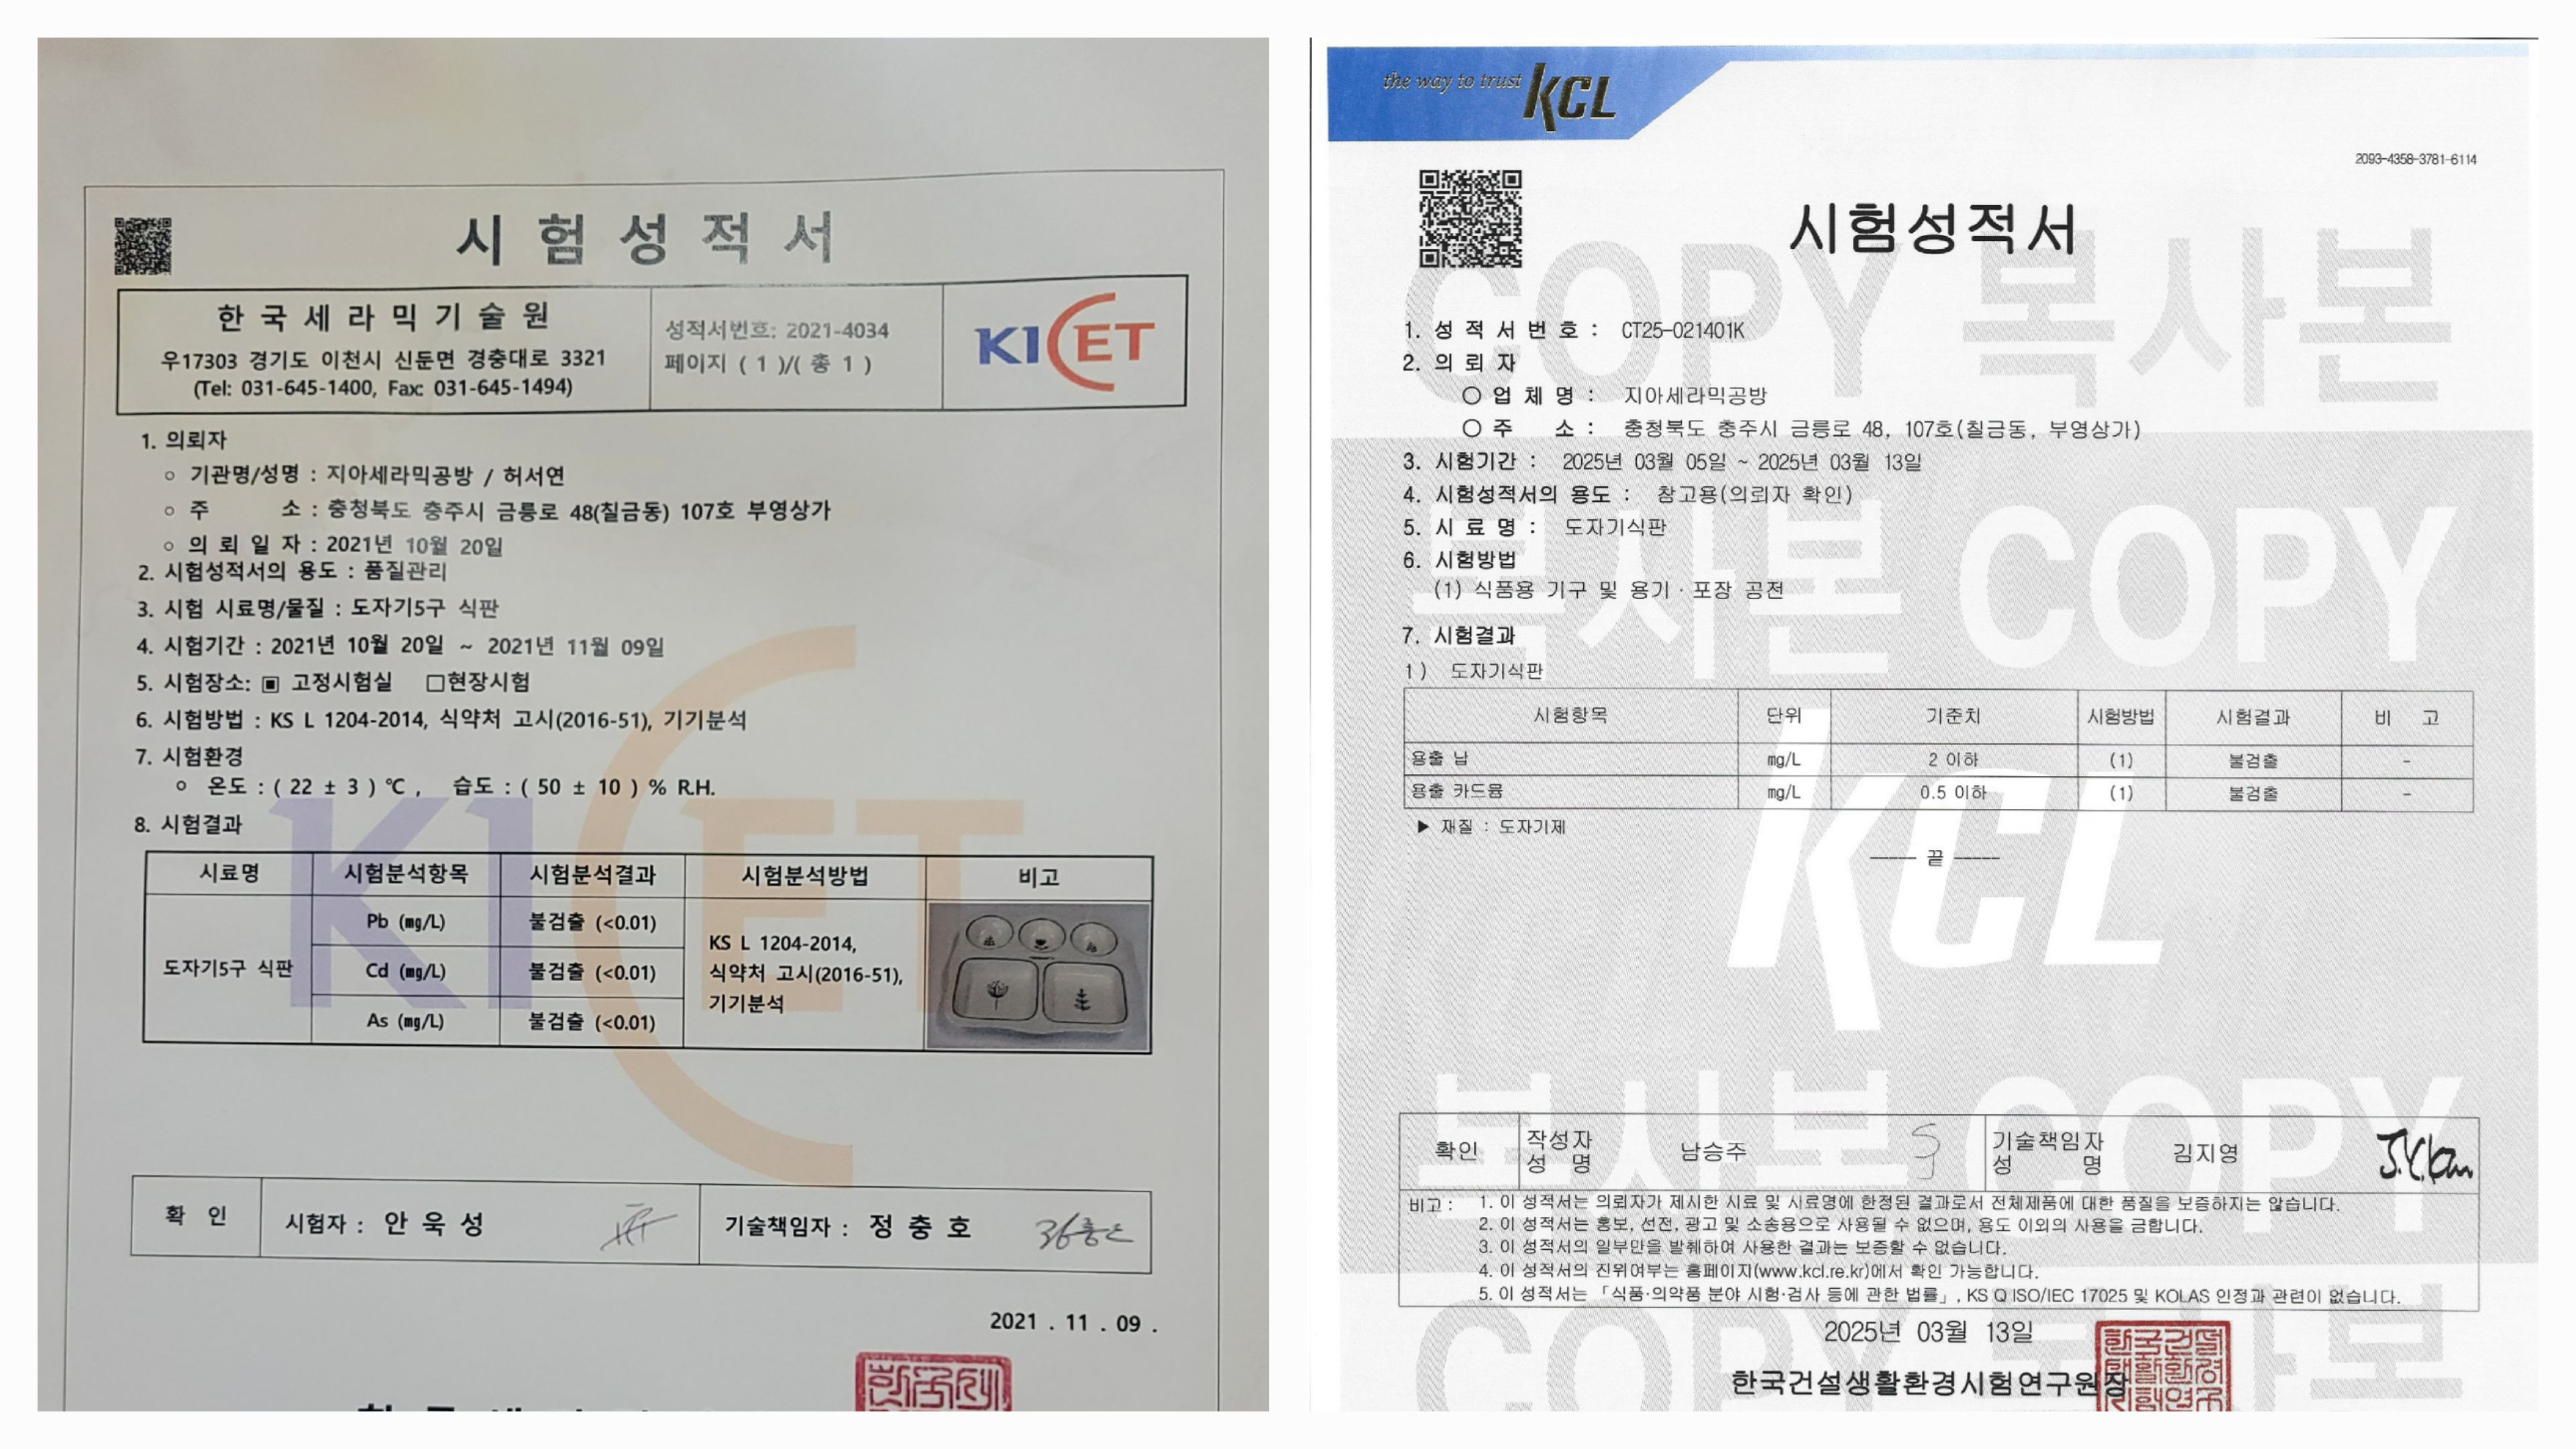 시험성적서
한국세라믹기술원
우17303 경기도 이천시 신둔면 경충대로 3321
(Tel: 031-645-1400, Fax: 031-645-1494)
성적서번호: 2021-4034
페이지 ( 1 )/( 총 1 )
KICET
1. 의뢰자
○ 기관명/성명 : 지아세라믹공방 / 허서연
○ 주 소 : 충청북도 충주시 금릉로 48(칠금동) 107호 부영상가
○ 의 뢰 일 자 : 2021년 10월 20일
2. 시험성적서의 용도 : 품질관리
3. 시험 시료명/물질 : 도자기5구 식판
4. 시험기간 : 2021년 10월 20일 ~ 2021년 11월 09일
5. 시험장소: ▣ 고정시험실 □현장시험
6. 시험방법 : KS L 1204-2014, 식약처 고시(2016-51), 기기분석
7. 시험환경
○ 온도 : ( 22 ± 3 ) ℃ , 습도 : ( 50 ± 10 ) % R.H.
8. 시험결과
시료명 시험분석항목 시험분석결과 시험분석방법 비고
도자기5구 식판
Pb (㎎/L) 불검출 (<0.01)
Cd (㎎/L) 불검출 (<0.01)
As (㎎/L) 불검출 (<0.01)
KS L 1204-2014,
식약처 고시(2016-51),
기기분석
KICET
확 인 시험자 : 안 욱 성 기술책임자 : 정 충 호 정충호
2021 . 11 . 09 .
the way to trust KCL
2093-4358-3781-6114
시험성적서
COPY 복사본
1. 성 적 서 번 호 : CT25-021401K
2. 의 뢰 자
○ 업 체 명 : 지아세라믹공방
○ 주 소 : 충청북도 충주시 금릉로 48, 107호(칠금동, 부영상가)
3. 시험기간 : 2025년 03월 05일 ~ 2025년 03월 13일
4. 시험성적서의 용도 : 참고용(의뢰자 확인)
5. 시 료 명 : 도자기식판
6. 시험방법
(1) 식품용 기구 및 용기·포장 공전
복사본 COPY
7. 시험결과
1) 도자기식판
시험항목 단위 기준치 시험방법 시험결과 비 고
용출 납 mg/L 2 이하 (1) 불검출 -
용출 카드뮴 mg/L 0.5 이하 (1) 불검출 -
▶ 재질 : 도자기제
----- 끝 -----
KCL
복사본 COPY
확인 작성자 성 명 남승주 기술책임자 성 명 김지영
비고 : 1. 이 성적서는 의뢰자가 제시한 시료 및 시료명에 한정된 결과로서 전체제품에 대한 품질을 보증하지는 않습니다.
2. 이 성적서는 홍보, 선전, 광고 및 소송용으로 사용될 수 없으며, 용도 이외의 사용을 금합니다.
3. 이 성적서의 일부만을 발췌하여 사용한 결과는 보증할 수 없습니다.
4. 이 성적서의 진위여부는 홈페이지(www.kcl.re.kr)에서 확인 가능합니다.
5. 이 성적서는 「식품·의약품 분야 시험·검사 등에 관한 법률」, KS Q ISO/IEC 17025 및 KOLAS 인정과 관련이 없습니다.
2025년 03월 13일
한국건설생활환경시험연구원장
COPY 복사본